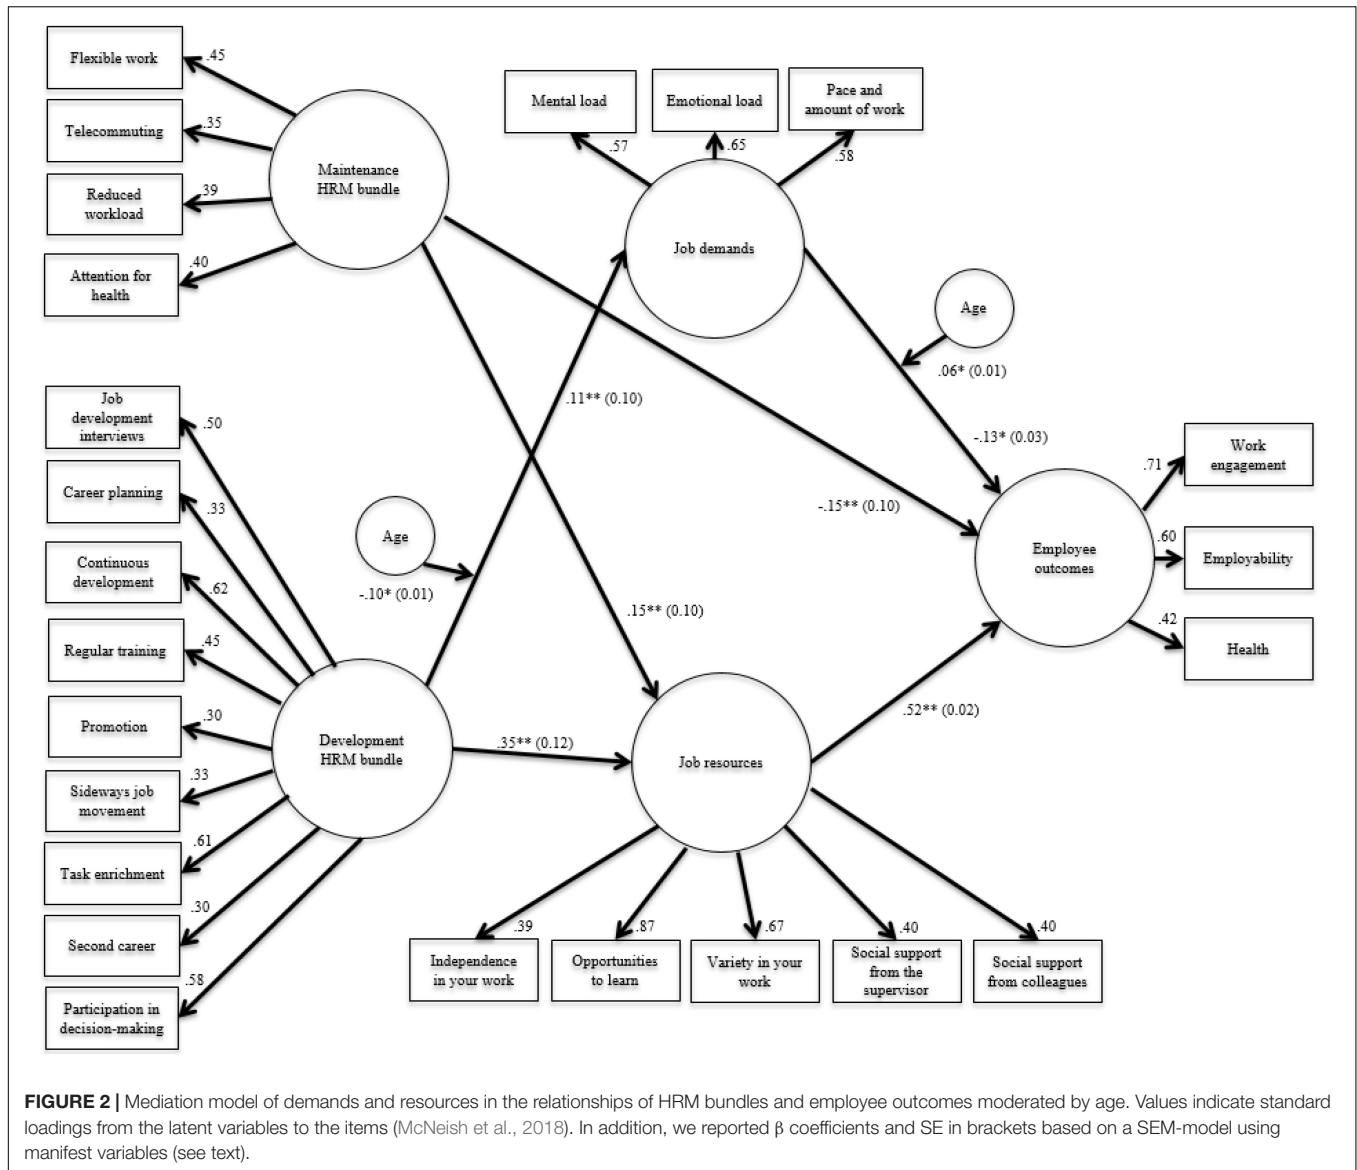 Flexible work
.45
Telecommuting
.35
Reduced
workload
.39
Attention for
health
.40
Maintenance
HRM bundle
Mental load
Emotional load
Pace and
amount of work
.57
.65
.58
Job demands
Age
.06* (0.01)
-.13* (0.03)
.11** (0.10)
-.15** (0.10)
Age
-.10* (0.01)
.15** (0.10)
Job
development
interviews
.50
Career planning
.33
Continuous
development
.62
Regular training
.45
Promotion
.30
Sideways job
movement
.33
Task enrichment
.61
Second career
.30
Participation in
decision-making
.58
Development
HRM bundle
.35** (0.12)
Job resources
.52** (0.02)
Employee
outcomes
.71
Work
engagement
.60
Employability
.42
Health
.39
.87
.67
.40
.40
Independence
in your work
Opportunities
to learn
Variety in your
work
Social support
from the
supervisor
Social support
from colleagues
FIGURE 2 | Mediation model of demands and resources in the relationships of HRM bundles and employee outcomes moderated by age. Values indicate standard
loadings from the latent variables to the items (McNeish et al., 2018). In addition, we reported β coefficients and SE in brackets based on a SEM-model using
manifest variables (see text).